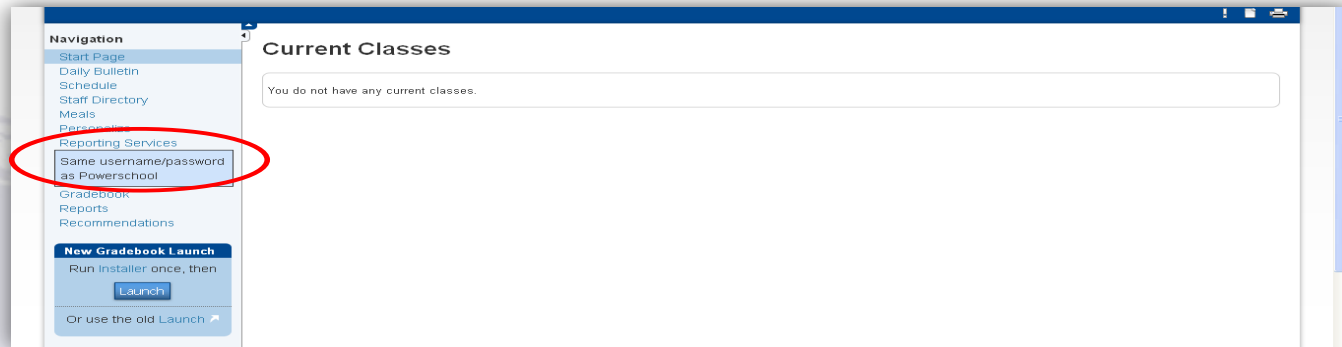 Navigation
Start Page
Daily Bulletin
Schedule
Staff Directory
Meals
Personalize
Reporting Services
Same username/password
as Powerschool
Gradebook
Reports
Recommendations
New Gradebook Launch
Run Installer once, then
Launch
Or use the old Launch
Current Classes
You do not have any current classes.